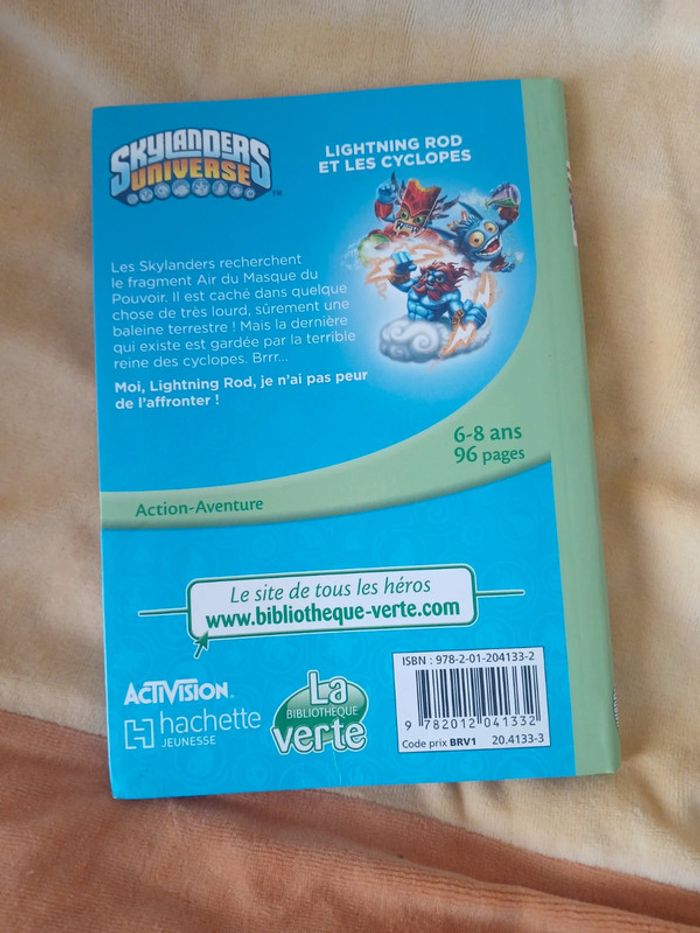 SKYLANDERS
UNIVERSE
TM
LIGHTNING ROD
ET LES CYCLOPES
Les Skylanders recherchent
le fragment Air du Masque du
Pouvoir. Il est caché dans quelque
chose de très lourd, sûrement une
baleine terrestre ! Mais la dernière
qui existe est gardée par la terrible
reine des cyclopes. Brrr...
Moi, Lightning Rod, je n'ai pas peur
de l'affronter !
6-8 ans
96 pages
Action-Aventure
Le site de tous les héros
www.bibliotheque-verte.com
ACTIVISION®
hachette
JEUNESSE
La
BIBLIOTHEQUE
verte
ISBN : 978-2-01-204133-2
9 782012 041332
Code prix BRV1 20.4133-3